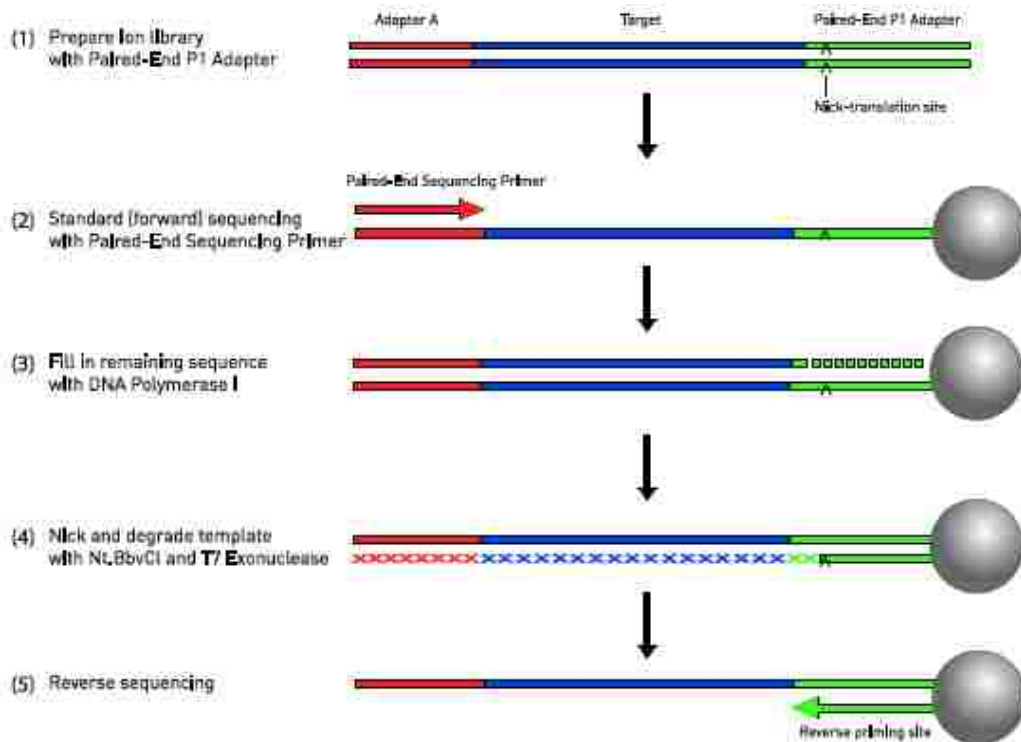 Adapter A Target Paired-End P1 Adapter
(1) Prepare Ion library
with Paired-End P1 Adapter
Nick-translation site
Paired-End Sequencing Primer
(2) Standard (forward) sequencing
with Paired-End Sequencing Primer
(3) Fill in remaining sequence
with DNA Polymerase I
(4) Nick and degrade template
with Nt.BbvCI and T7 Exonuclease
(5) Reverse sequencing
Reverse priming site